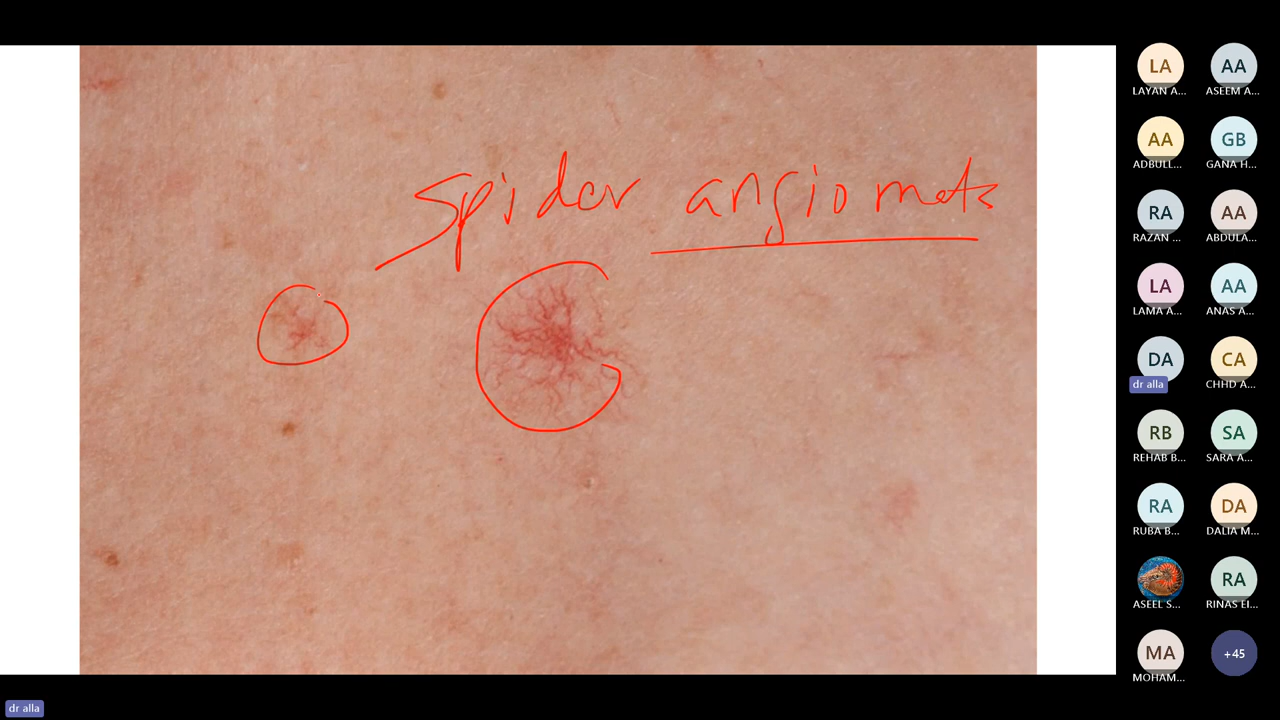 Spider angiomats
LA AA
LAYAN A... ASEEM A...
AA GB
ADBULL... GANA H...
RA AA
RAZAN ... ABDULA...
LA AA
LAMA A... ANAS A...
DA CA
dr alla CHHD A...
RB SA
REHAB B... SARA A...
RA DA
RUBA B... DALIA M...
RA
ASEEL S... RINAS EI...
MA +45
MOHAM...
dr alla